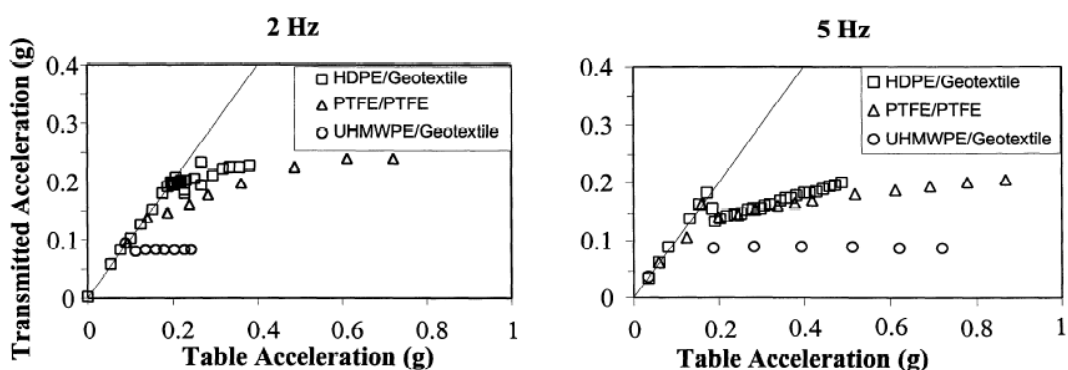 2 Hz
Transmitted Acceleration (g)
0.4
0.3
0.2
0.1
0
HDPE/Geotextile
PTFE/PTFE
UHMWPE/Geotextile
0 0.2 0.4 0.6 0.8 1
Table Acceleration (g)
5 Hz
0.4
0.3
0.2
0.1
0
HDPE/Geotextile
PTFE/PTFE
UHMWPE/Geotextile
0 0.2 0.4 0.6 0.8 1
Table Acceleration (g)